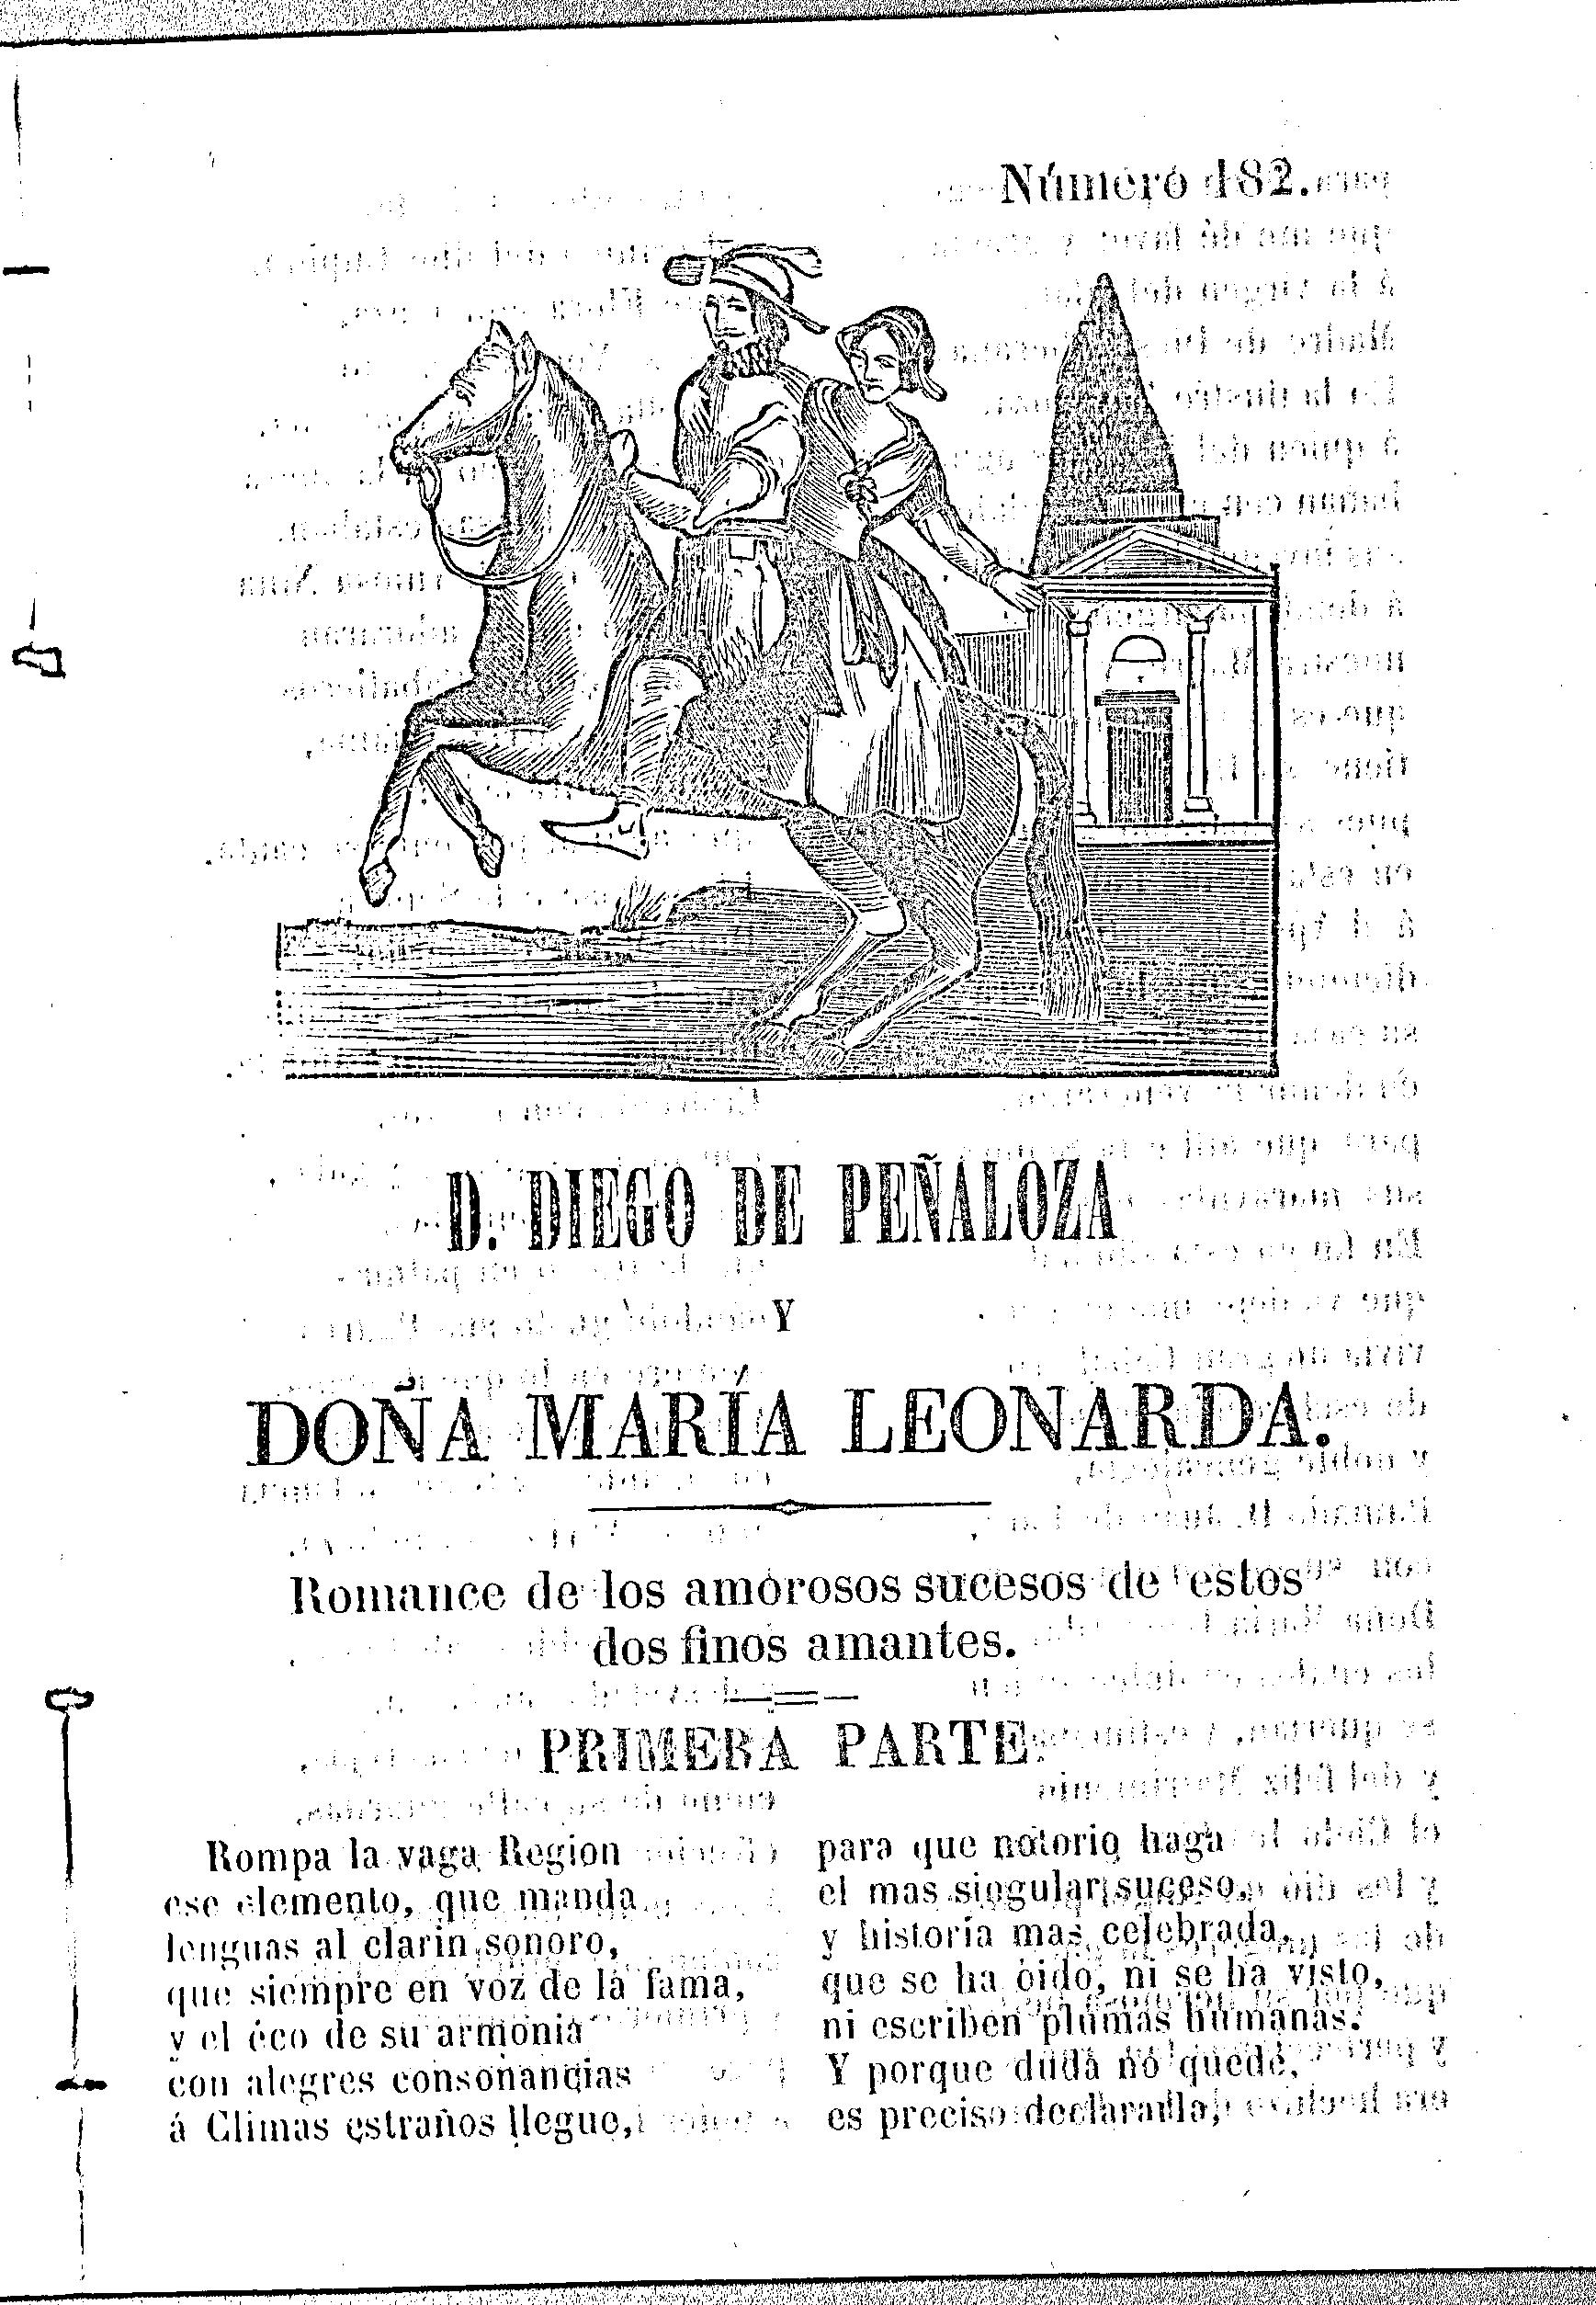 Número 182.
D. DIEGO DE PEÑALOZA
Y
DOÑA MARÍA LEONARDA.
Romance de los amorosos sucesos de estos
dos finos amantes.
PRIMERA PARTE.
Rompa la vaga Region
ese elemento, que manda
lenguas al clarin sonoro,
que siempre en voz de la fama,
y el éco de su armonia
con alegres consonancias
á Climas estraños llegue,
para que notorio haga
el mas singular suceso,
y historia mas celebrada,
que se ha oido, ni se ha visto,
ni escriben plumas humanas.
Y porque duda no quede,
es preciso declaralla,